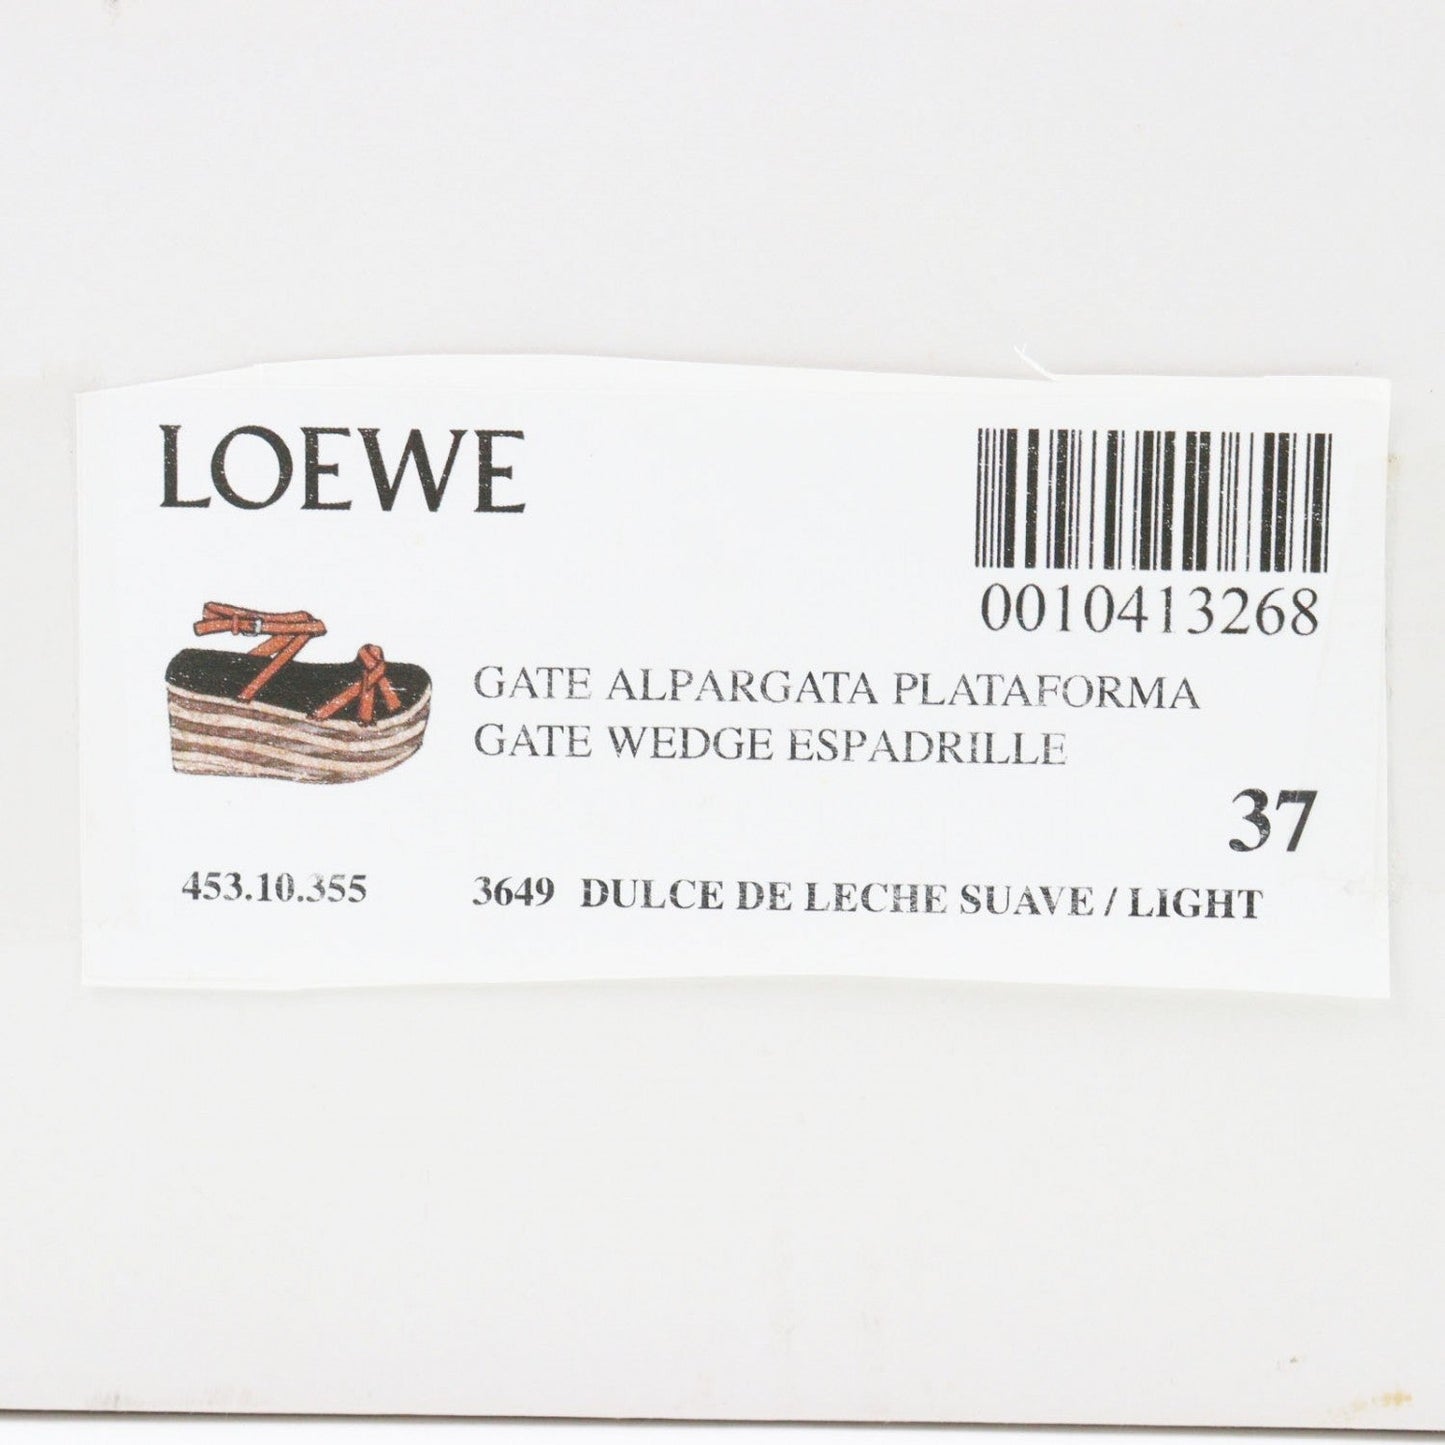 LOEWE
0010413268
GATE ALPARGATA PLATAFORMA
GATE WEDGE ESPADRILLE
37
453.10.355 3649 DULCE DE LECHE SUAVE / LIGHT